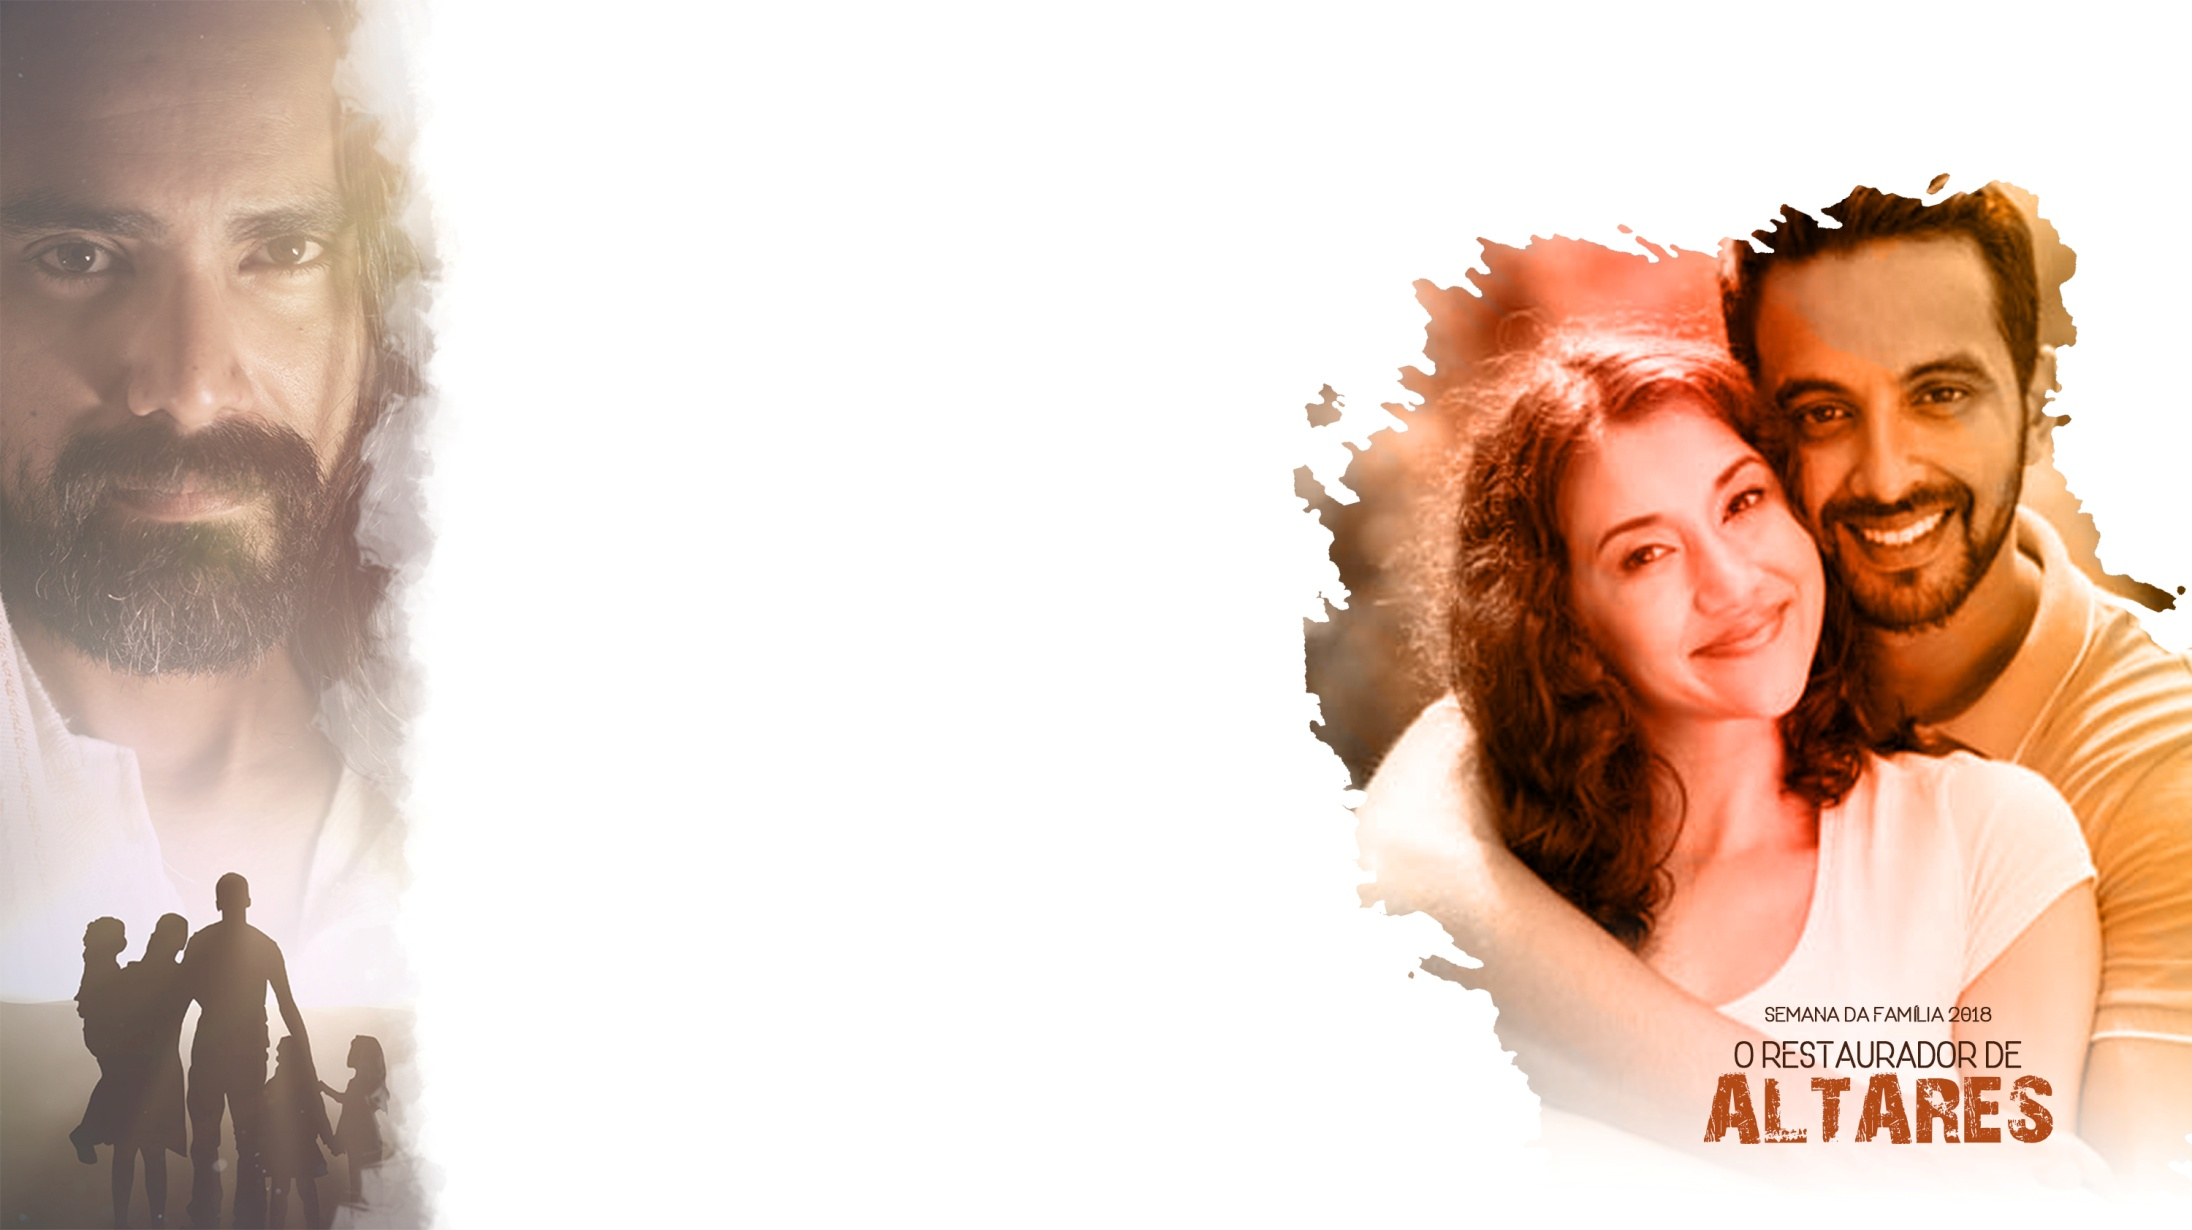 SEMANA DA FAMÍLIA 2018
O RESTAURADOR DE
ALTARES